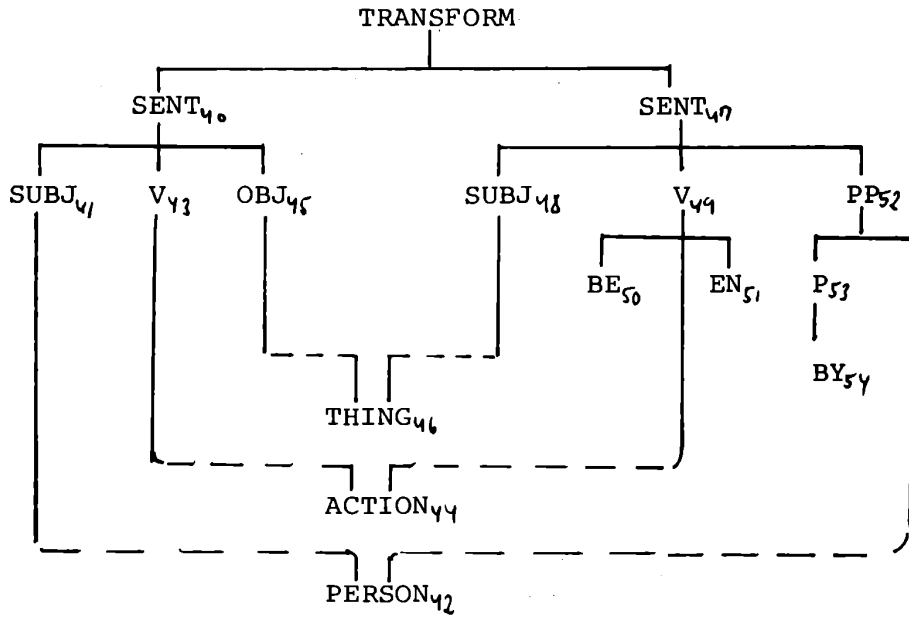 TRANSFORM
SENT40 SENT47
SUBJ41 V43 OBJ45 SUBJ48 V49 PP52
BE50 EN51 P53
BY54
THING46
ACTION44
PERSON42